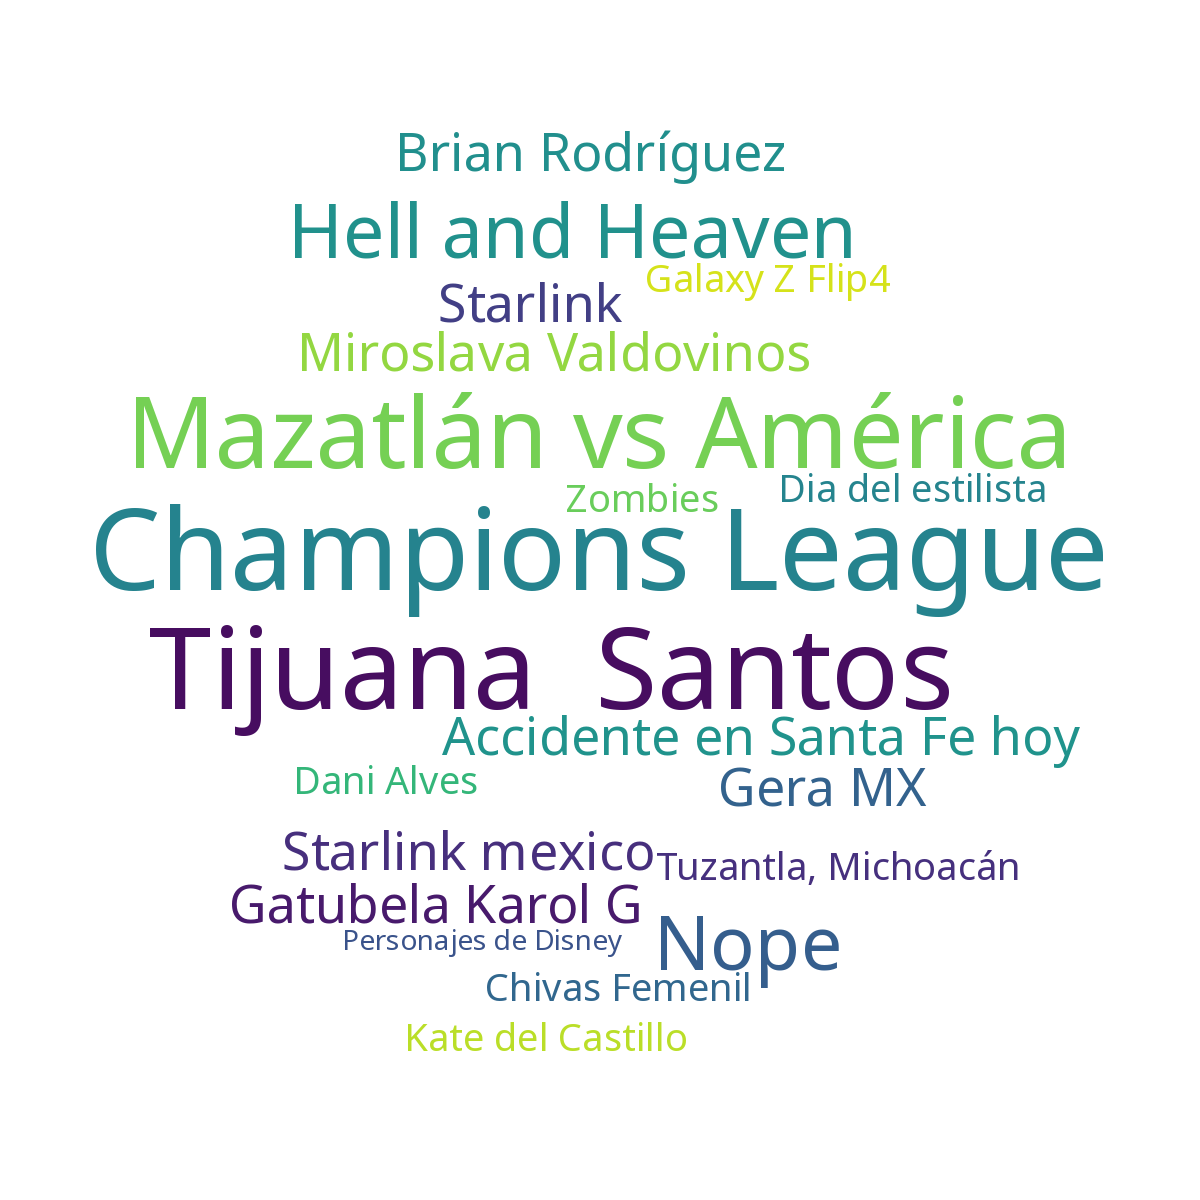 Brian Rodríguez
Hell and Heaven
Galaxy Z Flip4
Starlink
Miroslava Valdovinos
Mazatlán vs América
Dia del estilista
Zombies
Champions League
Tijuana  Santos
Accidente en Santa Fe hoy
Dani Alves
Gera MX
Starlink mexico
Tuzantla, Michoacán
Gatubela Karol G
Personajes de Disney
Nope
Chivas Femenil
Kate del Castillo